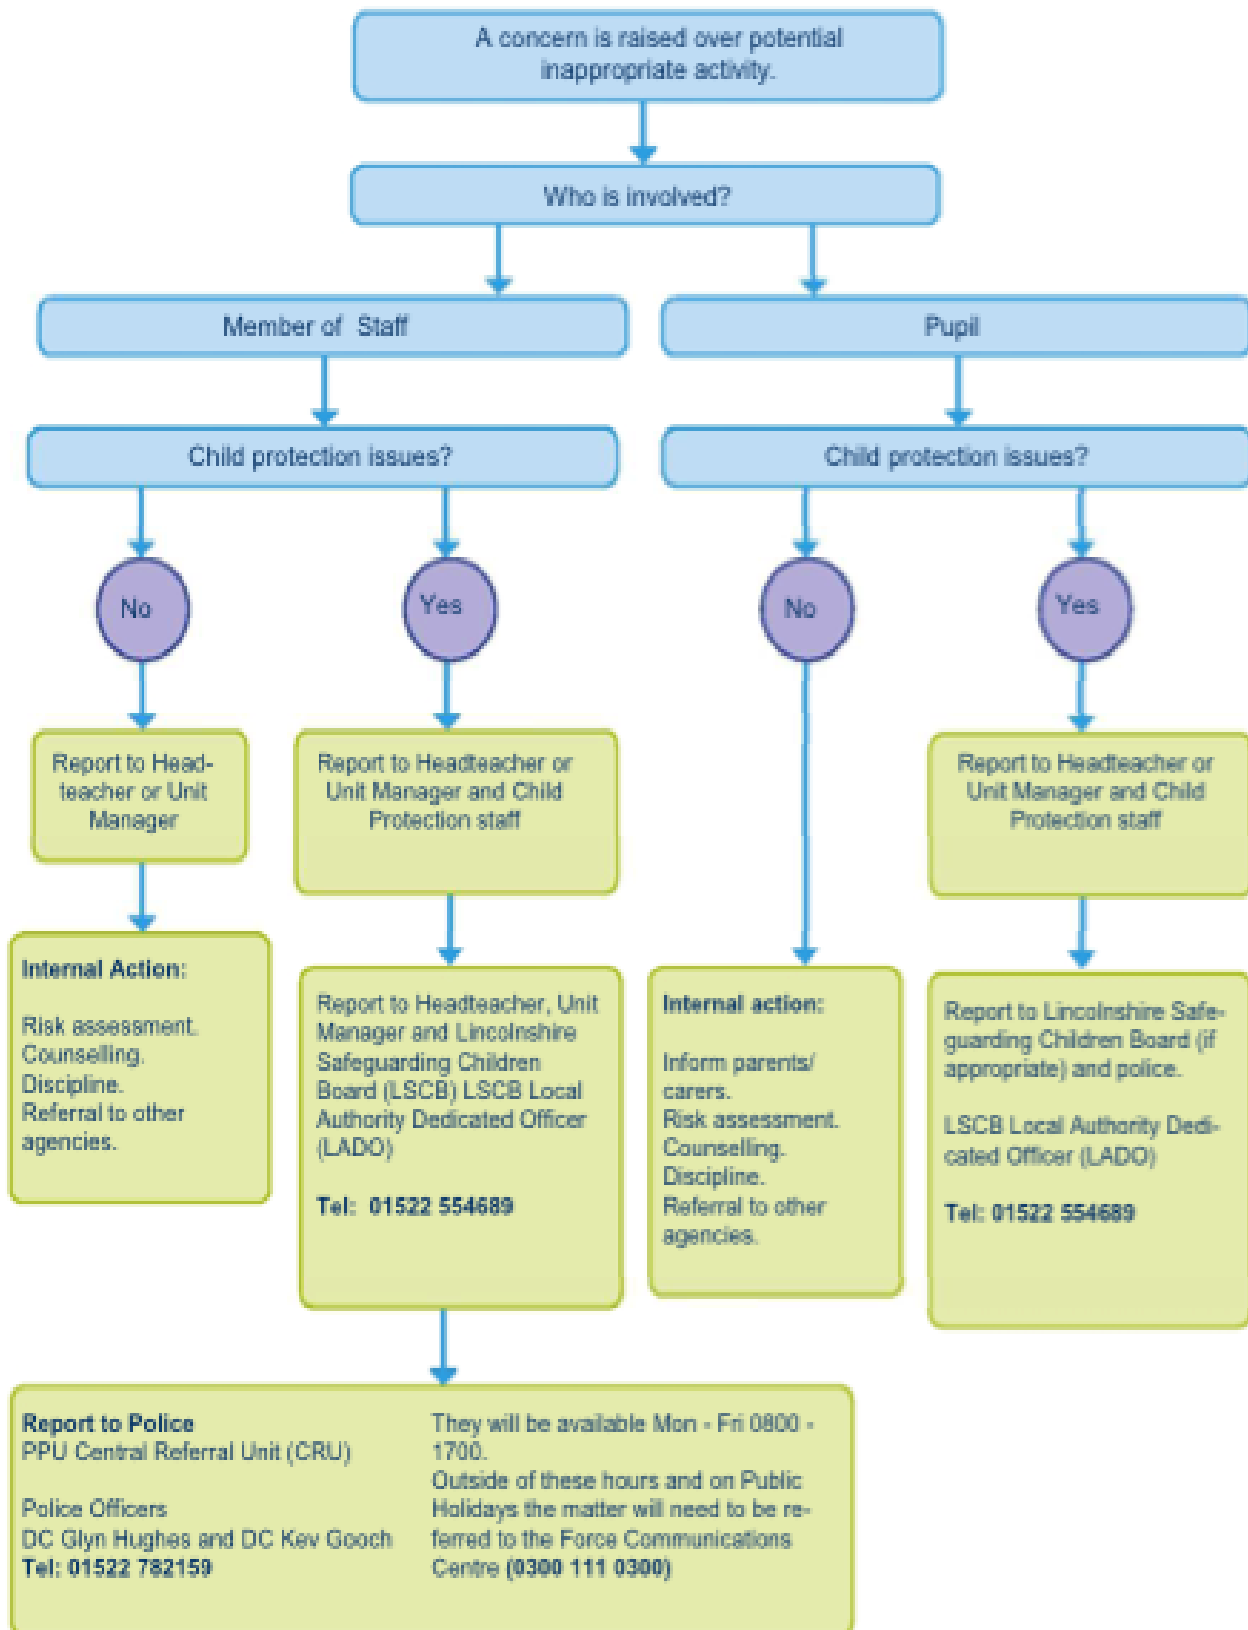 A concern is raised over potential
inappropriate activity.
Who is involved?
Member of Staff
Pupil
Child protection issues?
Child protection issues?
No
Yes
No
Yes
Report to Head-
teacher or Unit
Manager
Report to Headteacher or
Unit Manager and Child
Protection staff
Report to Headteacher or
Unit Manager and Child
Protection staff
Internal Action:
Risk assessment.
Counselling.
Discipline.
Referral to other
agencies.
Report to Headteacher, Unit
Manager and Lincolnshire
Safeguarding Children
Board (LSCB) LSCB Local
Authority Dedicated Officer
(LADO)
Tel: 01522 554689
Internal action:
Inform parents/
carers.
Risk assessment.
Counselling.
Discipline.
Referral to other
agencies.
Report to Lincolnshire Safe-
guarding Children Board (if
appropriate) and police.
LSCB Local Authority Dedi-
cated Officer (LADO)
Tel: 01522 554689
Report to Police
PPU Central Referral Unit (CRU)
Police Officers
DC Glyn Hughes and DC Kev Gooch
Tel: 01522 782159
They will be available Mon - Fri 0800 -
1700.
Outside of these hours and on Public
Holidays the matter will need to be re-
ferred to the Force Communications
Centre (0300 111 0300)